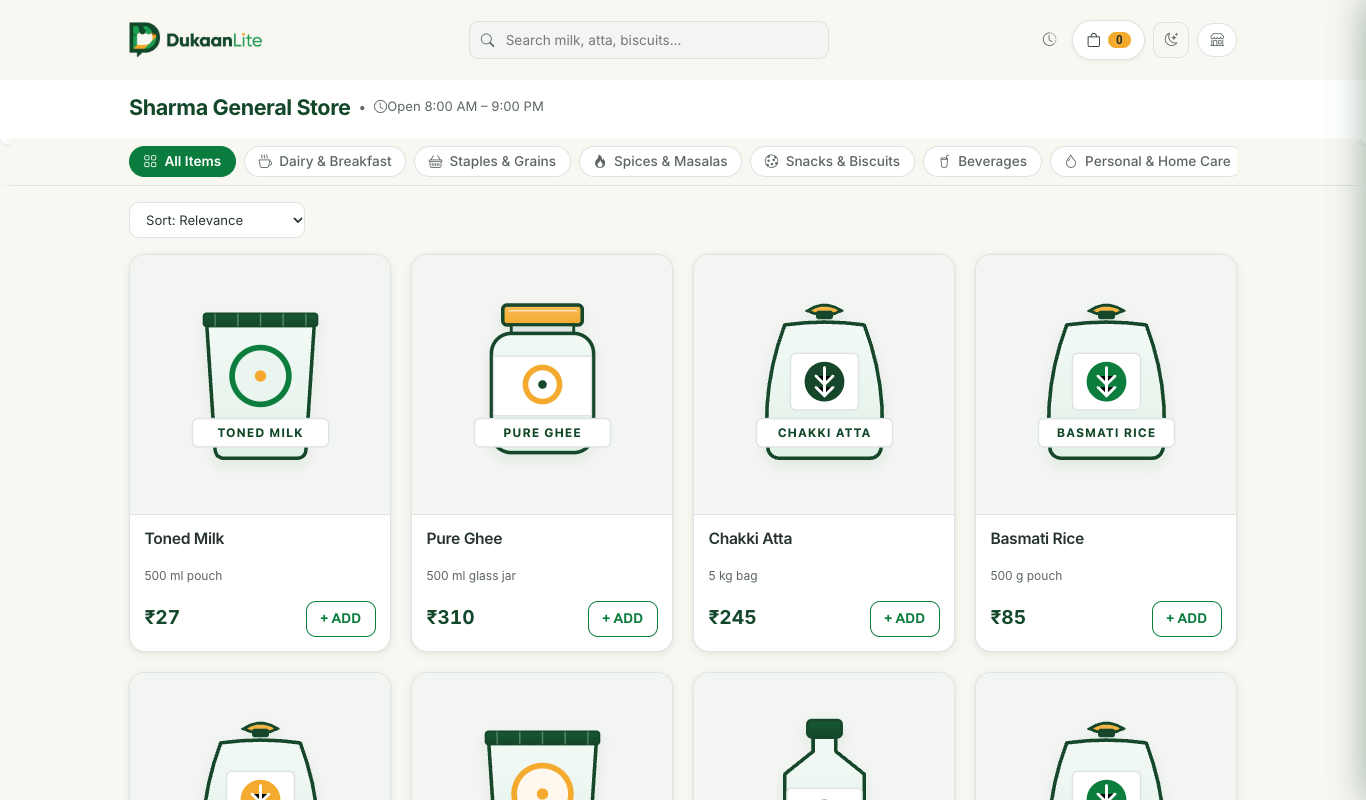 DukaanLite
Search milk, atta, biscuits...
0
Sharma General Store • Open 8:00 AM – 9:00 PM
All Items
Dairy & Breakfast
Staples & Grains
Spices & Masalas
Snacks & Biscuits
Beverages
Personal & Home Care
Sort: Relevance
TONED MILK
PURE GHEE
CHAKKI ATTA
BASMATI RICE
Toned Milk
500 ml pouch
₹27
+ ADD
Pure Ghee
500 ml glass jar
₹310
+ ADD
Chakki Atta
5 kg bag
₹245
+ ADD
Basmati Rice
500 g pouch
₹85
+ ADD